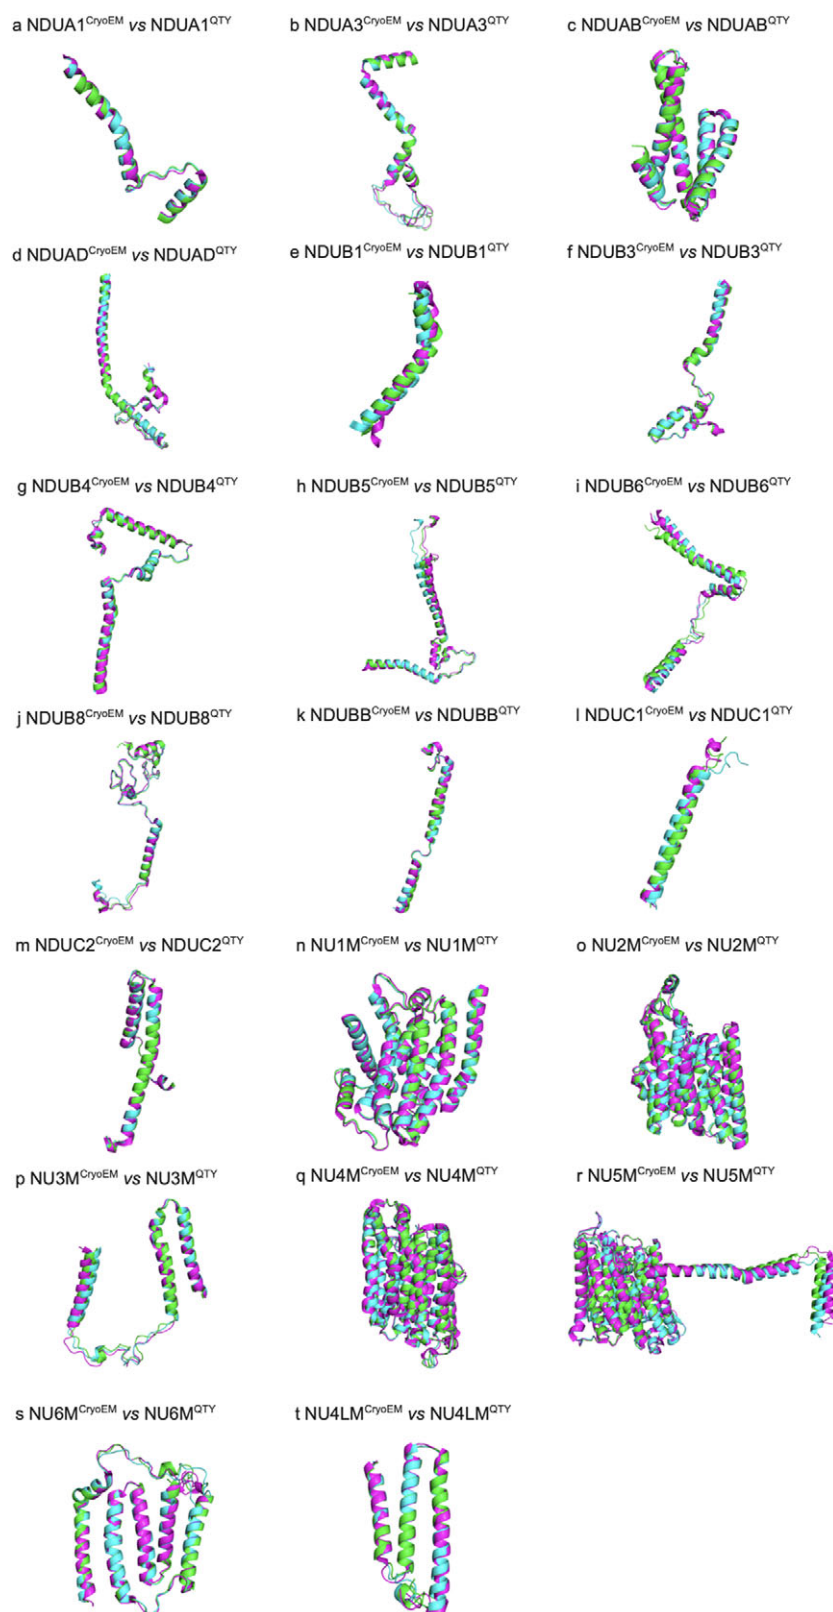 a NDUA1CryoEM vs NDUA1QTY
b NDUA3CryoEM vs NDUA3QTY
c NDUABCryoEM vs NDUABQTY
d NDUADCryoEM vs NDUADQTY
e NDUB1CryoEM vs NDUB1QTY
f NDUB3CryoEM vs NDUB3QTY
g NDUB4CryoEM vs NDUB4QTY
h NDUB5CryoEM vs NDUB5QTY
i NDUB6CryoEM vs NDUB6QTY
j NDUB8CryoEM vs NDUB8QTY
k NDUBBCryoEM vs NDUBBQTY
l NDUC1CryoEM vs NDUC1QTY
m NDUC2CryoEM vs NDUC2QTY
n NU1MCryoEM vs NU1MQTY
o NU2MCryoEM vs NU2MQTY
p NU3MCryoEM vs NU3MQTY
q NU4MCryoEM vs NU4MQTY
r NU5MCryoEM vs NU5MQTY
s NU6MCryoEM vs NU6MQTY
t NU4LMCryoEM vs NU4LMQTY